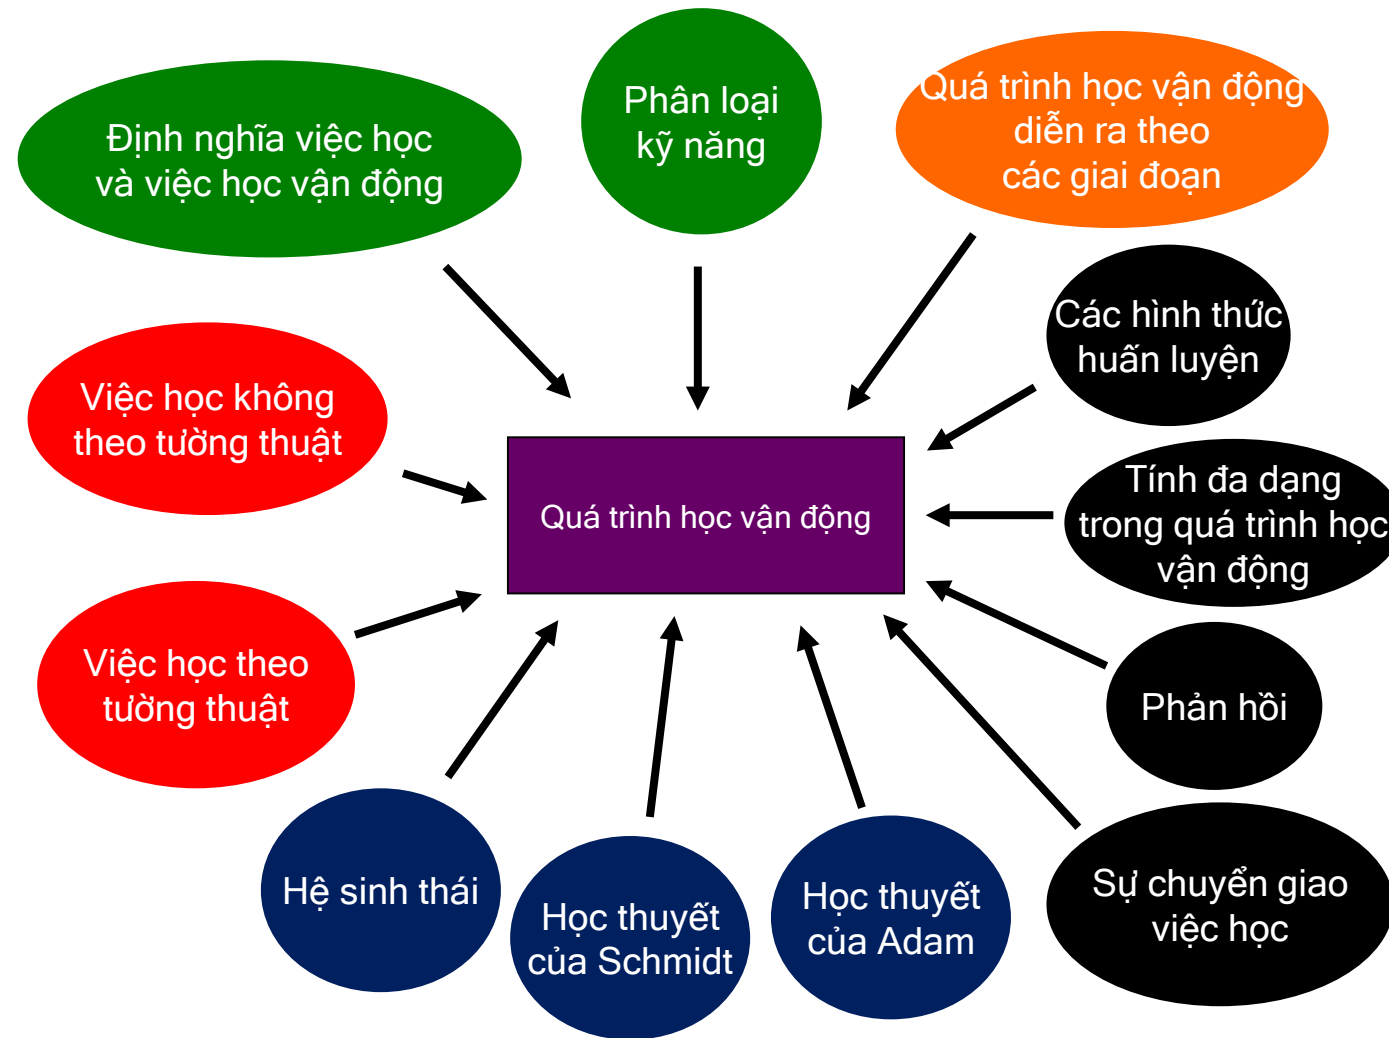 Định nghĩa việc học
và việc học vận động
Phân loại
kỹ năng
Quá trình học vận động
diễn ra theo
các giai đoạn
Các hình thức
huấn luyện
Việc học không
theo tường thuật
Quá trình học vận động
Tính đa dạng
trong quá trình học
vận động
Việc học theo
tường thuật
Phản hồi
Hệ sinh thái
Học thuyết
của Schmidt
Học thuyết
của Adam
Sự chuyển giao
việc học